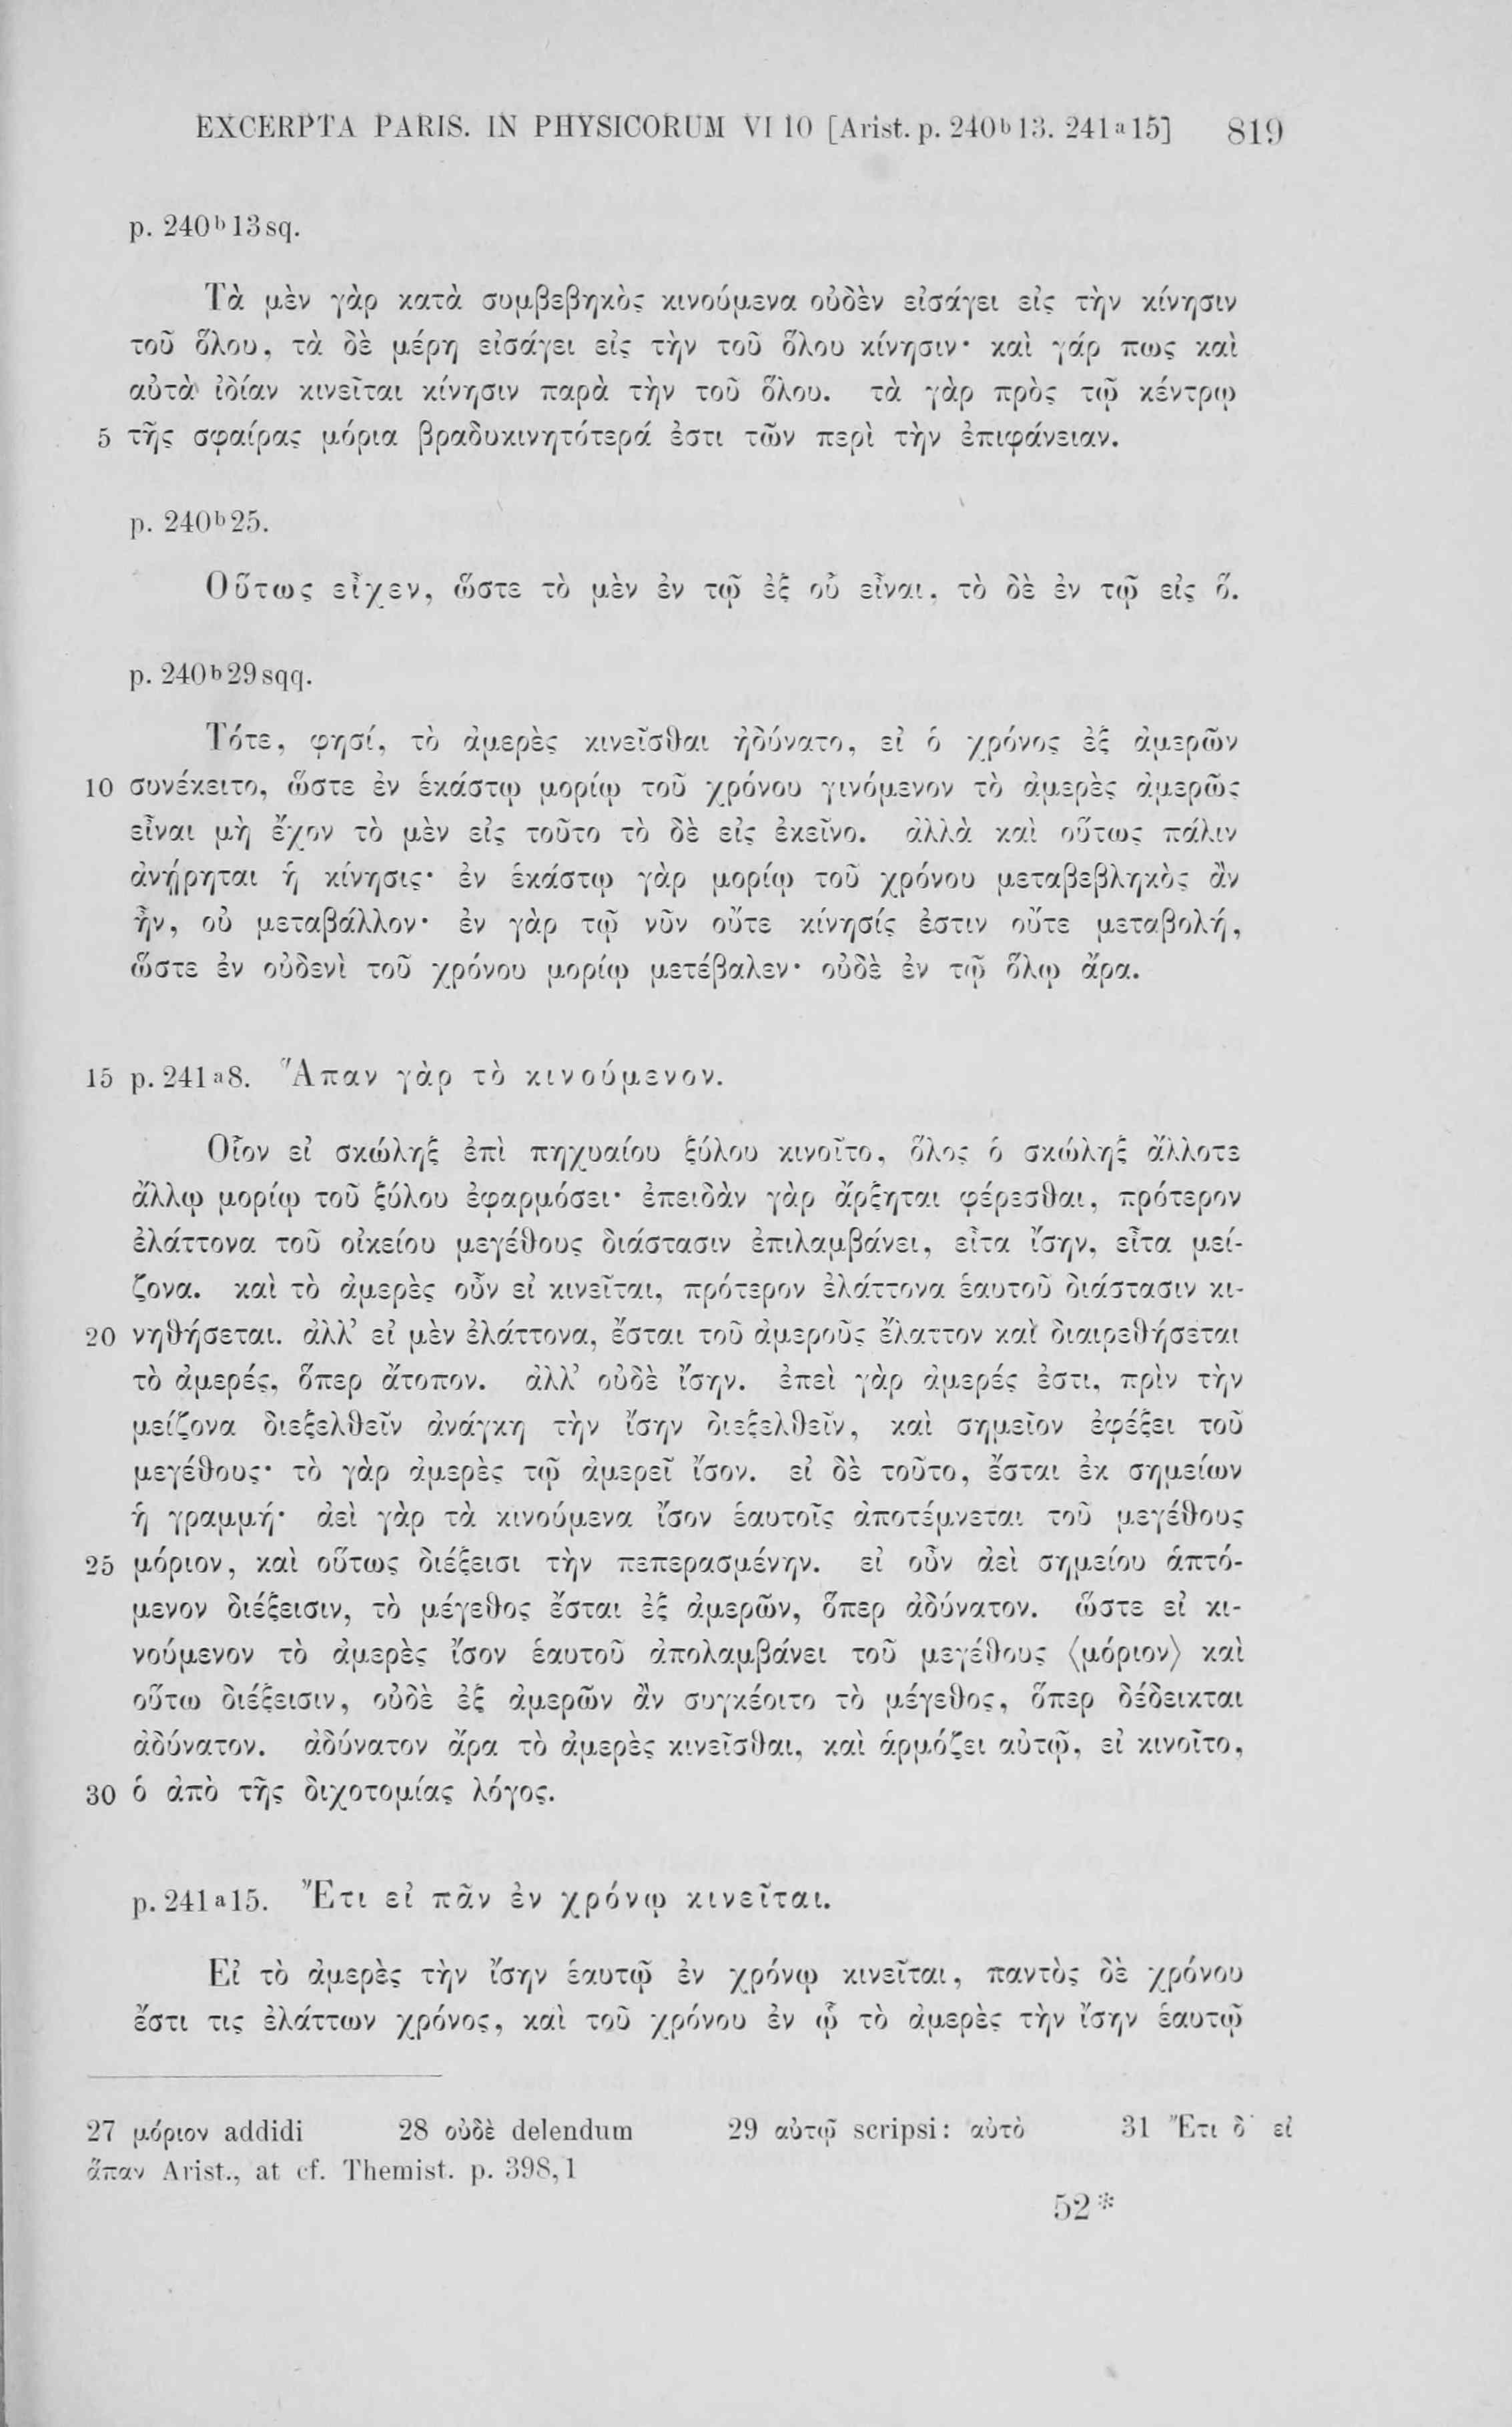 EXCERPTA PARIS. IN PHYSICORUM VI 10 [Arist. p. 240ᵇ13. 241ᵃ15] 819
p. 240ᵇ13sq.
Τὰ μὲν γὰρ κατὰ συμβεβηκὸς κινούμενα οὐδὲν εἰσάγει εἰς τὴν κίνησιν
τοῦ ὅλου, τὰ δὲ μέρη εἰσάγει εἰς τὴν τοῦ ὅλου κίνησιν· καὶ γάρ πως καὶ
αὐτὰ ἰδίαν κινεῖται κίνησιν παρὰ τὴν τοῦ ὅλου. τὰ γὰρ πρὸς τῷ κέντρῳ
5 τῆς σφαίρας μόρια βραδυκινητότερά ἐστι τῶν περὶ τὴν ἐπιφάνειαν.
p. 240ᵇ25.
Οὕτως εἶχεν, ὥστε τὸ μὲν ἐν τῷ ἐξ οὗ εἶναι, τὸ δὲ ἐν τῷ εἰς ὅ.
p. 240ᵇ29sqq.
Τότε, φησί, τὸ ἀμερὲς κινεῖσθαι ἠδύνατο, εἰ ὁ χρόνος ἐξ ἀμερῶν
10 συνέκειτο, ὥστε ἐν ἑκάστῳ μορίῳ τοῦ χρόνου γινόμενον τὸ ἀμερὲς ἀμερῶς
εἶναι μὴ ἔχον τὸ μὲν εἰς τοῦτο τὸ δὲ εἰς ἐκεῖνο. ἀλλὰ καὶ οὕτως πάλιν
ἀνῄρηται ἡ κίνησις· ἐν ἑκάστῳ γὰρ μορίῳ τοῦ χρόνου μεταβεβληκὸς ἂν
ἦν, οὐ μεταβάλλον· ἐν γὰρ τῷ νῦν οὔτε κίνησίς ἐστιν οὔτε μεταβολή,
ὥστε ἐν οὐδενὶ τοῦ χρόνου μορίῳ μετέβαλεν· οὐδὲ ἐν τῷ ὅλῳ ἄρα.
15 p. 241ᵃ8. Ἅπαν γὰρ τὸ κινούμενον.
Οἷον εἰ σκώληξ ἐπὶ πηχυαίου ξύλου κινοῖτο, ὅλος ὁ σκώληξ ἄλλοτε
ἄλλῳ μορίῳ τοῦ ξύλου ἐφαρμόσει· ἐπειδὰν γὰρ ἄρξηται φέρεσθαι, πρότερον
ἐλάττονα τοῦ οἰκείου μεγέθους διάστασιν ἐπιλαμβάνει, εἶτα ἴσην, εἶτα μεί-
ζονα. καὶ τὸ ἀμερὲς οὖν εἰ κινεῖται, πρότερον ἐλάττονα ἑαυτοῦ διάστασιν κι-
20 νηθήσεται. ἀλλ’ εἰ μὲν ἐλάττονα, ἔσται τοῦ ἀμεροῦς ἔλαττον καὶ διαιρεθήσεται
τὸ ἀμερές, ὅπερ ἄτοπον. ἀλλ’ οὐδὲ ἴσην. ἐπεὶ γὰρ ἀμερές ἐστι, πρὶν τὴν
μείζονα διεξελθεῖν ἀνάγκη τὴν ἴσην διεξελθεῖν, καὶ σημεῖον ἐφέξει τοῦ
μεγέθους· τὸ γὰρ ἀμερὲς τῷ ἀμερεῖ ἴσον. εἰ δὲ τοῦτο, ἔσται ἐκ σημείων
ἡ γραμμή· ἀεὶ γὰρ τὰ κινούμενα ἴσον ἑαυτοῖς ἀποτέμνεται τοῦ μεγέθους
25 μόριον, καὶ οὕτως διέξεισι τὴν πεπερασμένην. εἰ οὖν ἀεὶ σημείου ἁπτό-
μενον διέξεισιν, τὸ μέγεθος ἔσται ἐξ ἀμερῶν, ὅπερ ἀδύνατον. ὥστε εἰ κι-
νούμενον τὸ ἀμερὲς ἴσον ἑαυτοῦ ἀπολαμβάνει τοῦ μεγέθους ⟨μόριον⟩ καὶ
οὕτω διέξεισιν, οὐδὲ ἐξ ἀμερῶν ἂν συγκέοιτο τὸ μέγεθος, ὅπερ δέδεικται
ἀδύνατον. ἀδύνατον ἄρα τὸ ἀμερὲς κινεῖσθαι, καὶ ἁρμόζει αὐτῷ, εἰ κινοῖτο,
30 ὁ ἀπὸ τῆς διχοτομίας λόγος.
p. 241ᵃ15. Ἔτι εἰ πᾶν ἐν χρόνῳ κινεῖται.
Εἰ τὸ ἀμερὲς τὴν ἴσην ἑαυτῷ ἐν χρόνῳ κινεῖται, παντὸς δὲ χρόνου
ἔστι τις ἐλάττων χρόνος, καὶ τοῦ χρόνου ἐν ᾧ τὸ ἀμερὲς τὴν ἴσην ἑαυτῷ
27 μόριον addidi 28 οὐδὲ delendum 29 αὐτῷ scripsi: αὐτὸ 31 Ἔτι δ' εἰ
ἅπαν Arist., at cf. Themist. p. 398,1
52*